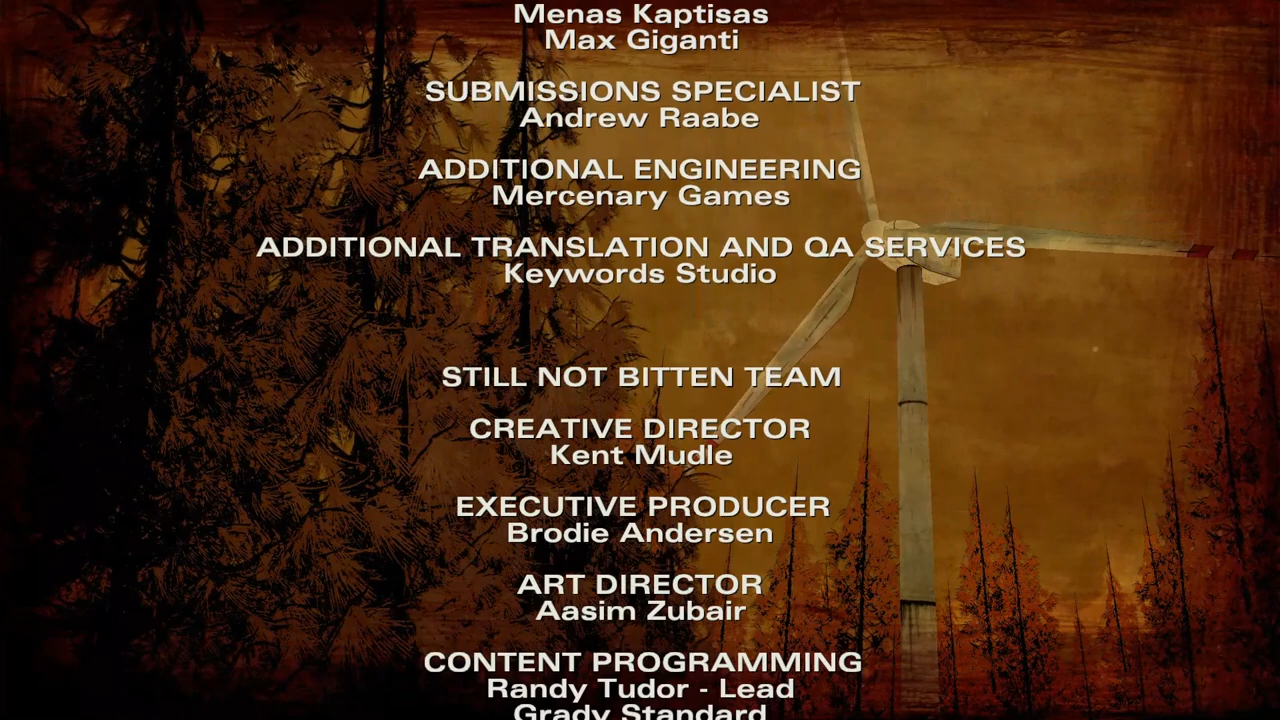 Menas Kaptisas
Max Giganti
SUBMISSIONS SPECIALIST
Andrew Raabe
ADDITIONAL ENGINEERING
Mercenary Games
ADDITIONAL TRANSLATION AND QA SERVICES
Keywords Studio
STILL NOT BITTEN TEAM
CREATIVE DIRECTOR
Kent Mudle
EXECUTIVE PRODUCER
Brodie Andersen
ART DIRECTOR
Aasim Zubair
CONTENT PROGRAMMING
Randy Tudor - Lead
Grady Standard